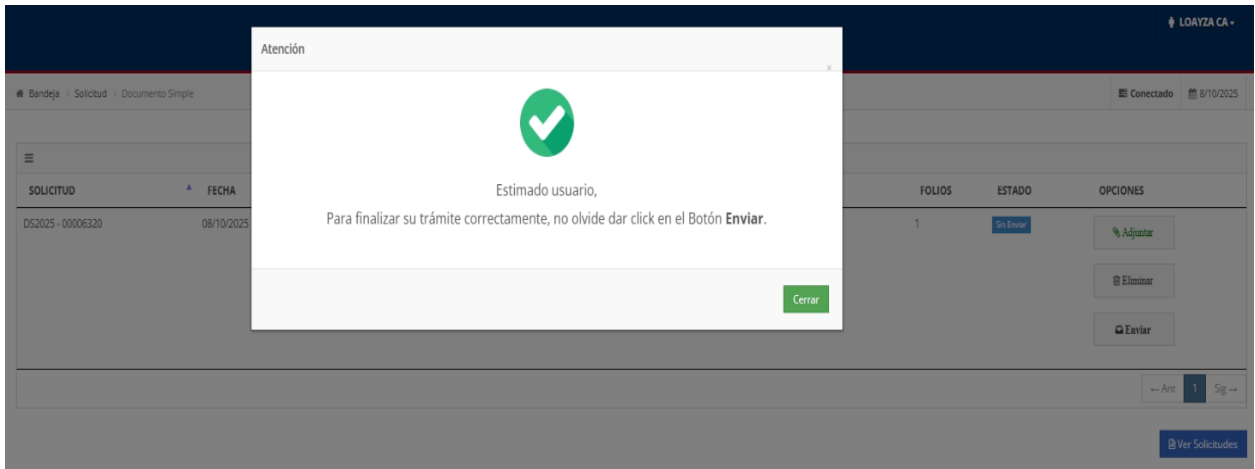 LOAYZA CA
Atención
x
Bandeja > Solicitud > Documento Simple
Conectado
8/10/2025
SOLICITUD FECHA FOLIOS ESTADO OPCIONES
DS2025 - 00006320 08/10/2025 1 Sin Enviar Adjuntar
Estimado usuario,
Para finalizar su trámite correctamente, no olvide dar click en el Botón Enviar.
Eliminar
Cerrar
Enviar
← Ant 1 Sig →
Ver Solicitudes